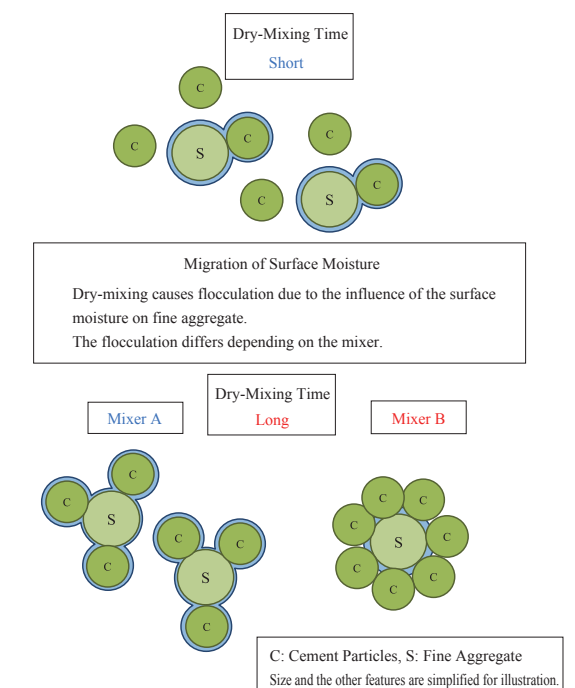 Dry-Mixing Time
Short
C
C
S
C
C
C
S
C
Migration of Surface Moisture
Dry-mixing causes flocculation due to the influence of the surface
moisture on fine aggregate.
The flocculation differs depending on the mixer.
Dry-Mixing Time
Long
Mixer A
Mixer B
C
C
S
C
C
C
S
C
C
C
C
C
S
C
C
C
C: Cement Particles, S: Fine Aggregate
Size and the other features are simplified for illustration.